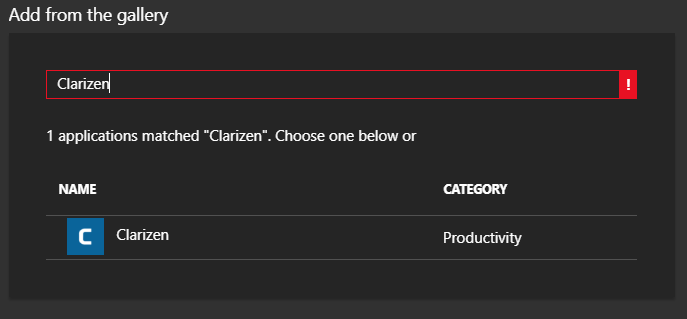 Add from the gallery
Clarizen
!
1 applications matched "Clarizen". Choose one below or
NAME CATEGORY
C Clarizen Productivity